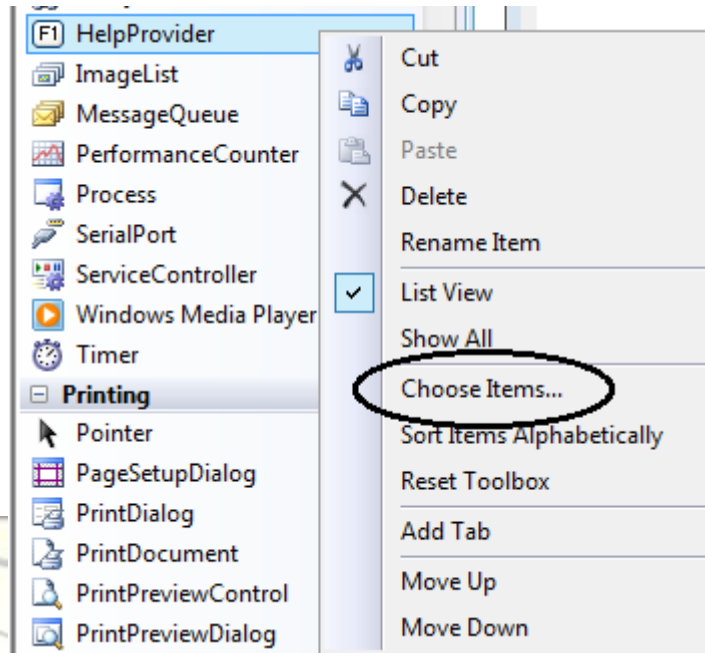 F1 HelpProvider
ImageList
MessageQueue
PerformanceCounter
Process
SerialPort
ServiceController
Windows Media Player
Timer
Printing
Pointer
PageSetupDialog
PrintDialog
PrintDocument
PrintPreviewControl
PrintPreviewDialog
Cut
Copy
Paste
Delete
Rename Item
List View
Show All
Choose Items...
Sort Items Alphabetically
Reset Toolbox
Add Tab
Move Up
Move Down